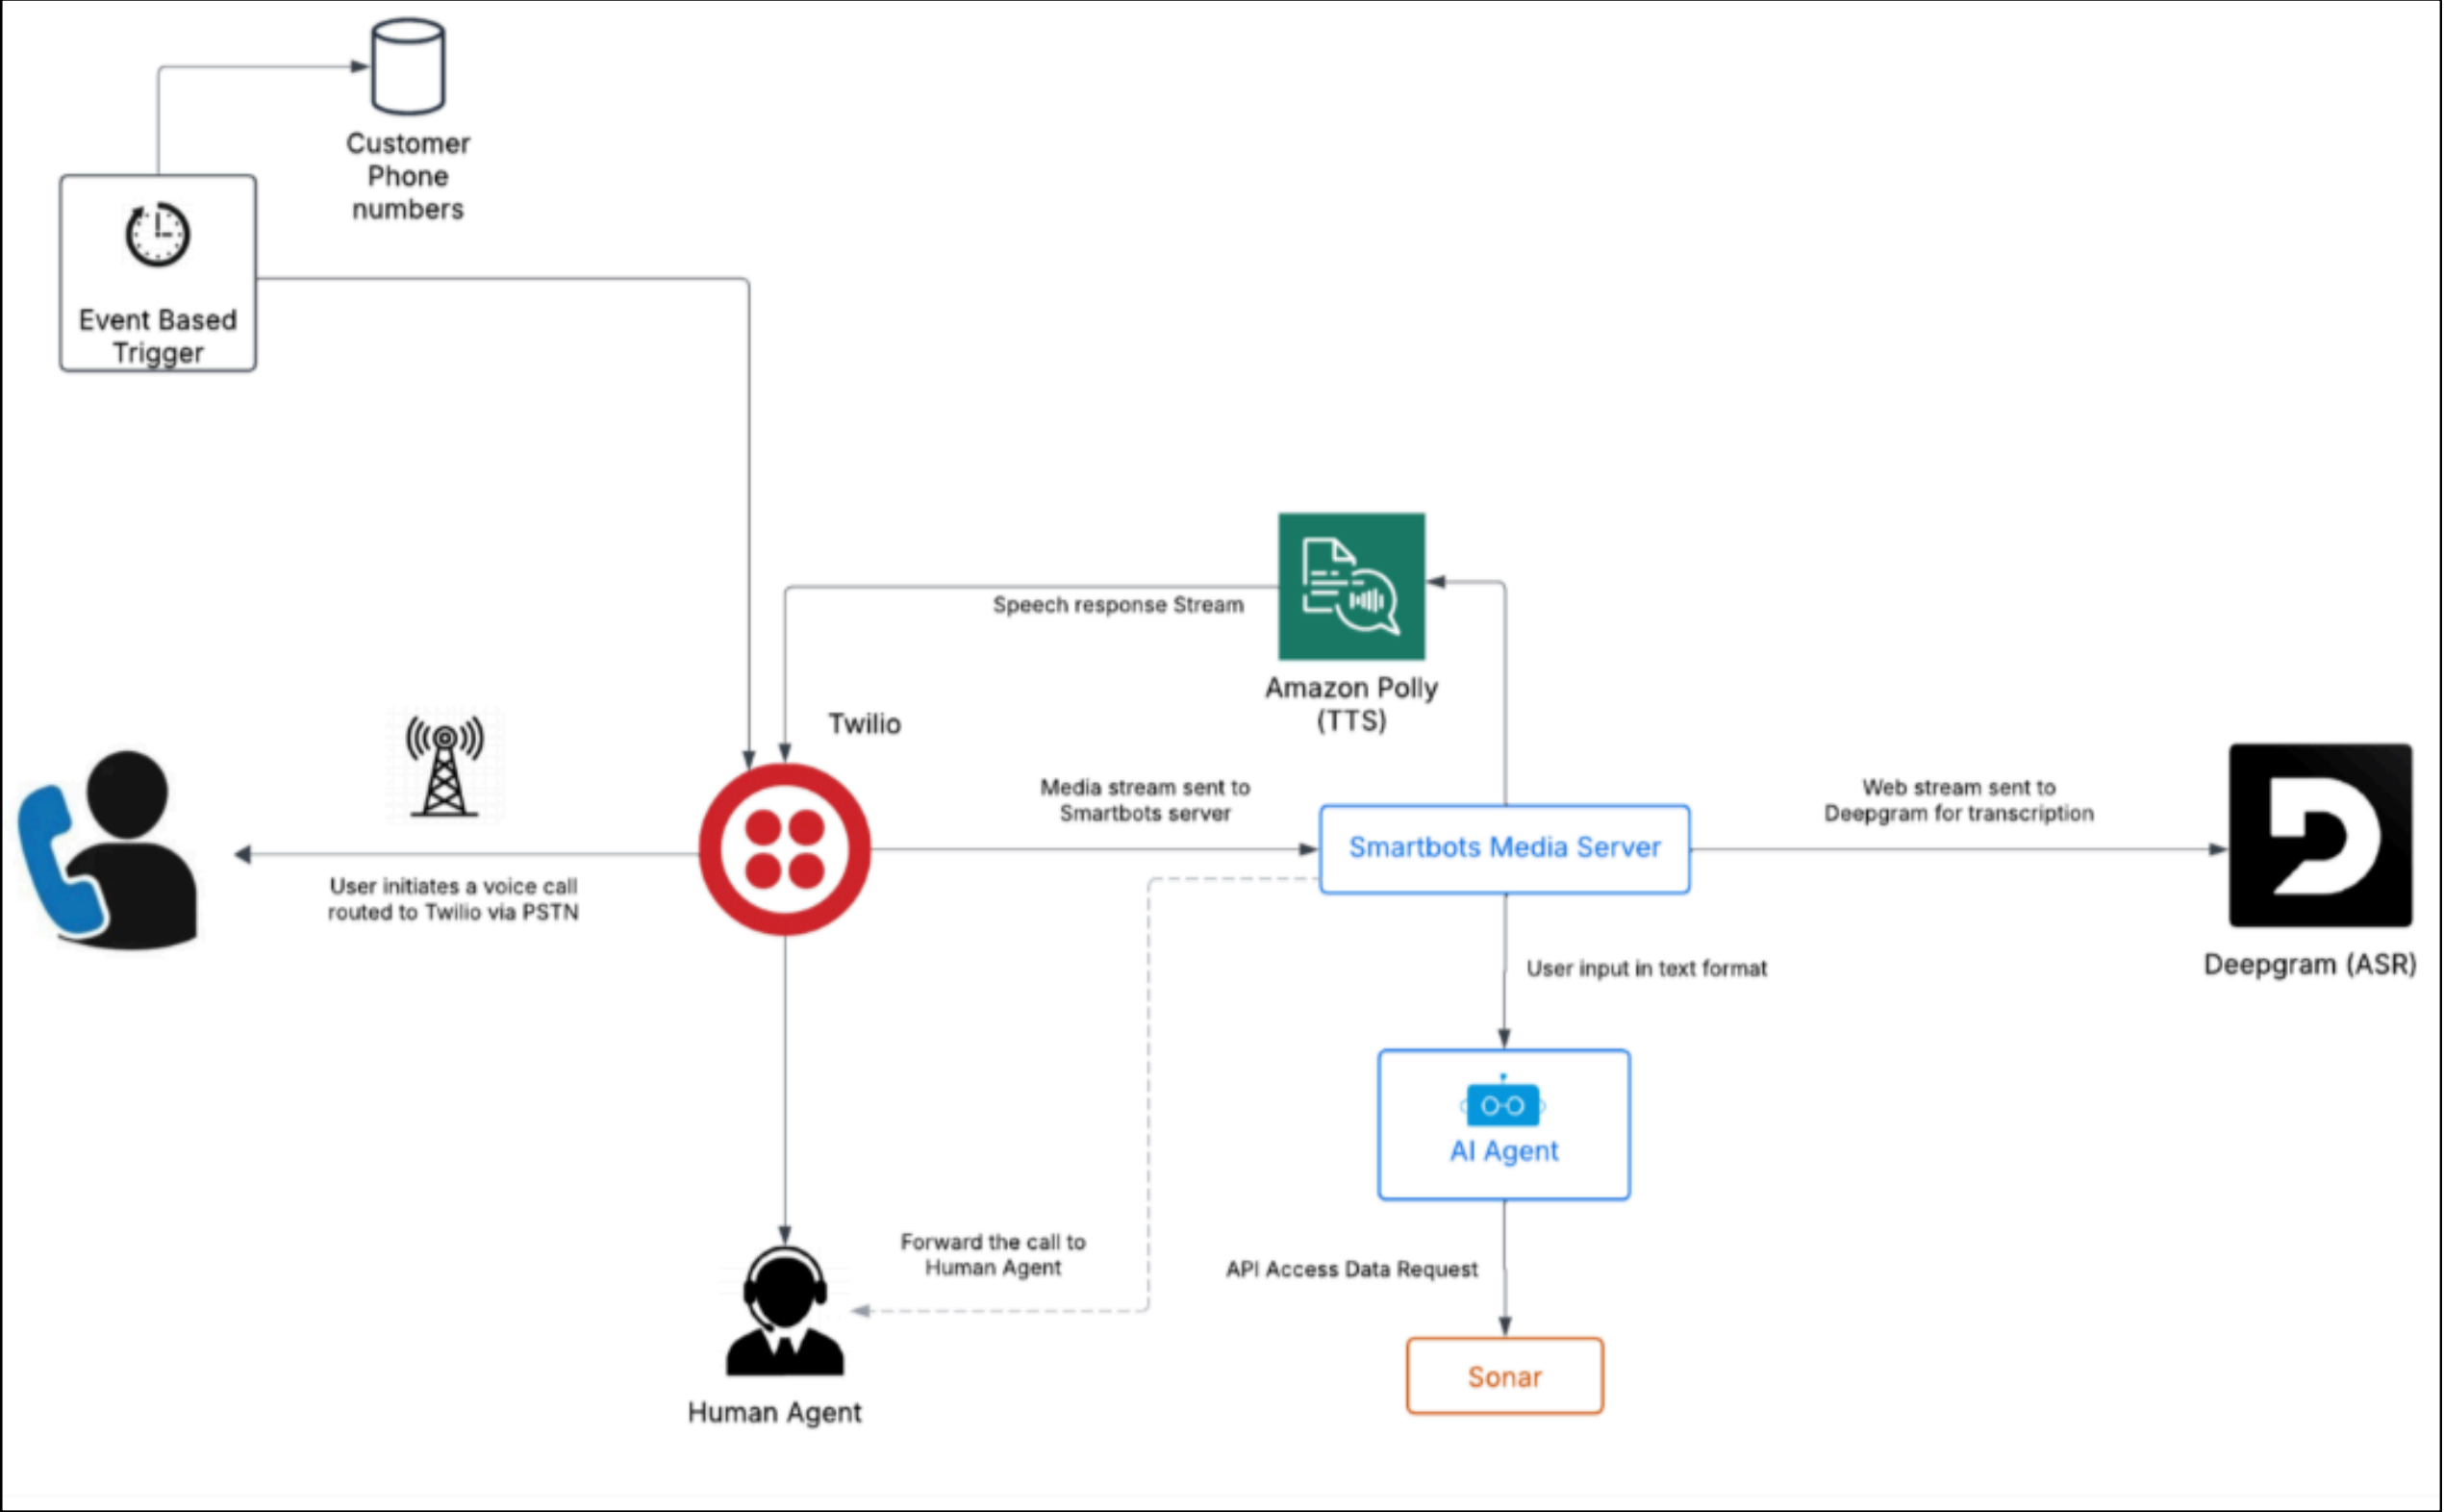 Customer
Phone
numbers
Event Based
Trigger
Speech response Stream
Amazon Polly
(TTS)
Twilio
Media stream sent to
Smartbots server
Web stream sent to
Deepgram for transcription
Smartbots Media Server
User initiates a voice call
routed to Twilio via PSTN
Deepgram (ASR)
User input in text format
AI Agent
Forward the call to
Human Agent
API Access Data Request
Sonar
Human Agent